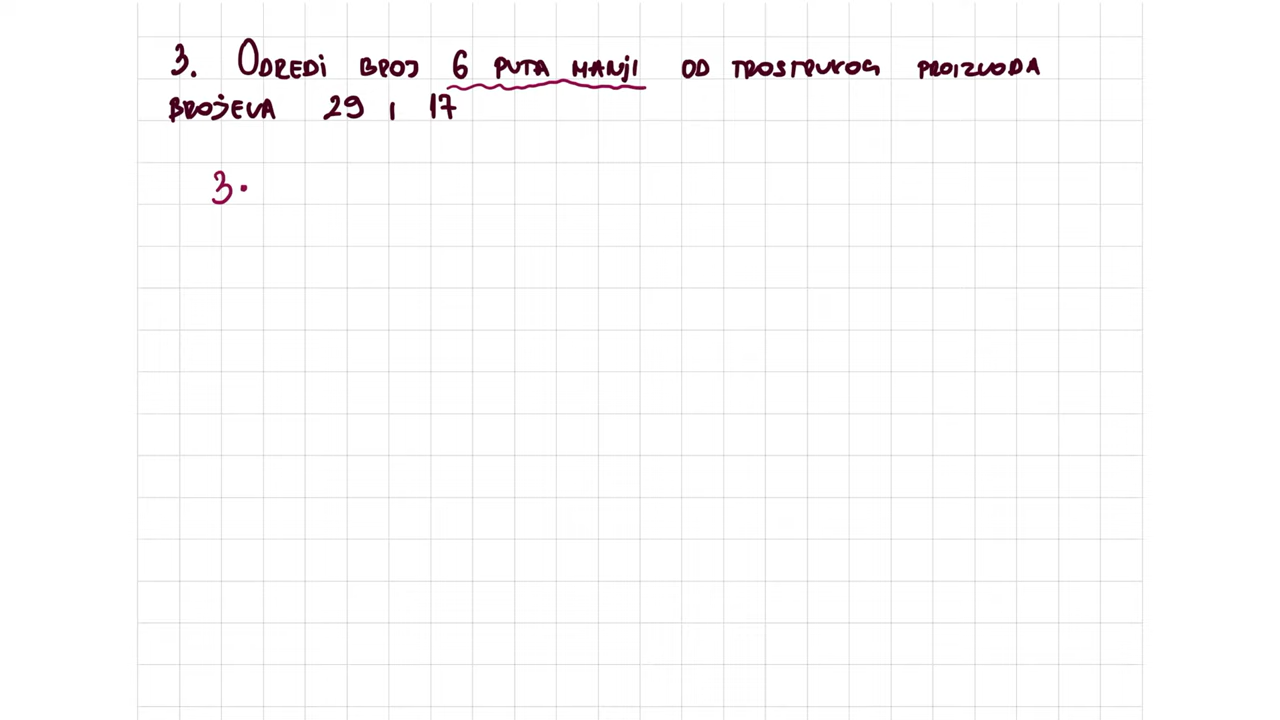 3. ODREDI BROJ 6 PUTA MANJI OD TROSTRUKOG PROIZVODA
BROJEVA 29 I 17
3·